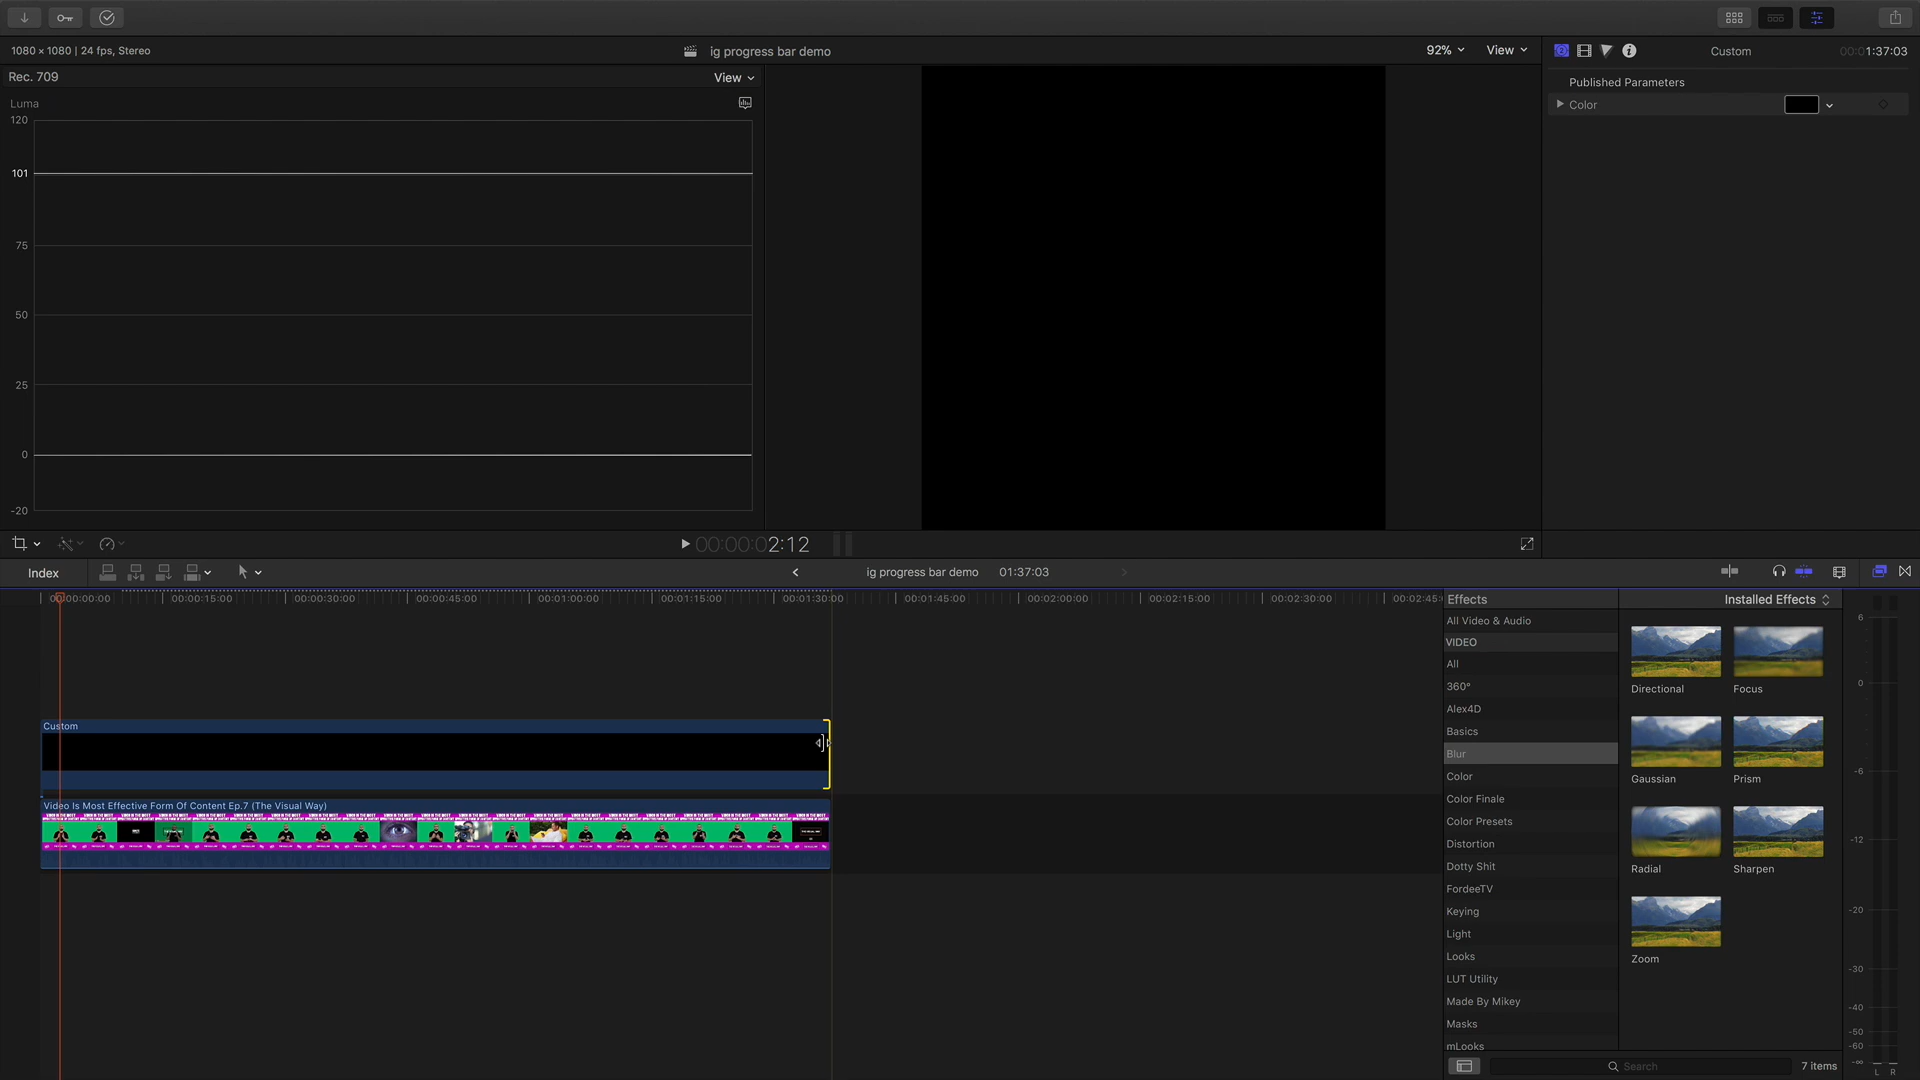 1080 × 1080 | 24 fps, Stereo
ig progress bar demo
92%
View
Custom
00:00:01:37:03
Rec. 709
View
Published Parameters
Color
Luma
120
101
75
50
25
0
-20
00:00:00:02:12
Index
ig progress bar demo
01:37:03
00:00:00:00
00:00:15:00
00:00:30:00
00:00:45:00
00:01:00:00
00:01:15:00
00:01:30:00
00:01:45:00
00:02:00:00
00:02:15:00
00:02:30:00
00:02:45:
Custom
Video Is Most Effective Form Of Content Ep.7 (The Visual Way)
Effects
Installed Effects
All Video & Audio
VIDEO
All
360°
Alex4D
Basics
Blur
Color
Color Finale
Color Presets
Distortion
Dotty Shit
FordeeTV
Keying
Light
Looks
LUT Utility
Made By Mikey
Masks
mLooks
Directional
Focus
Gaussian
Prism
Radial
Sharpen
Zoom
Search
7 items
6
0
-6
-12
-20
-30
-40
-50
-60
-∞
L R